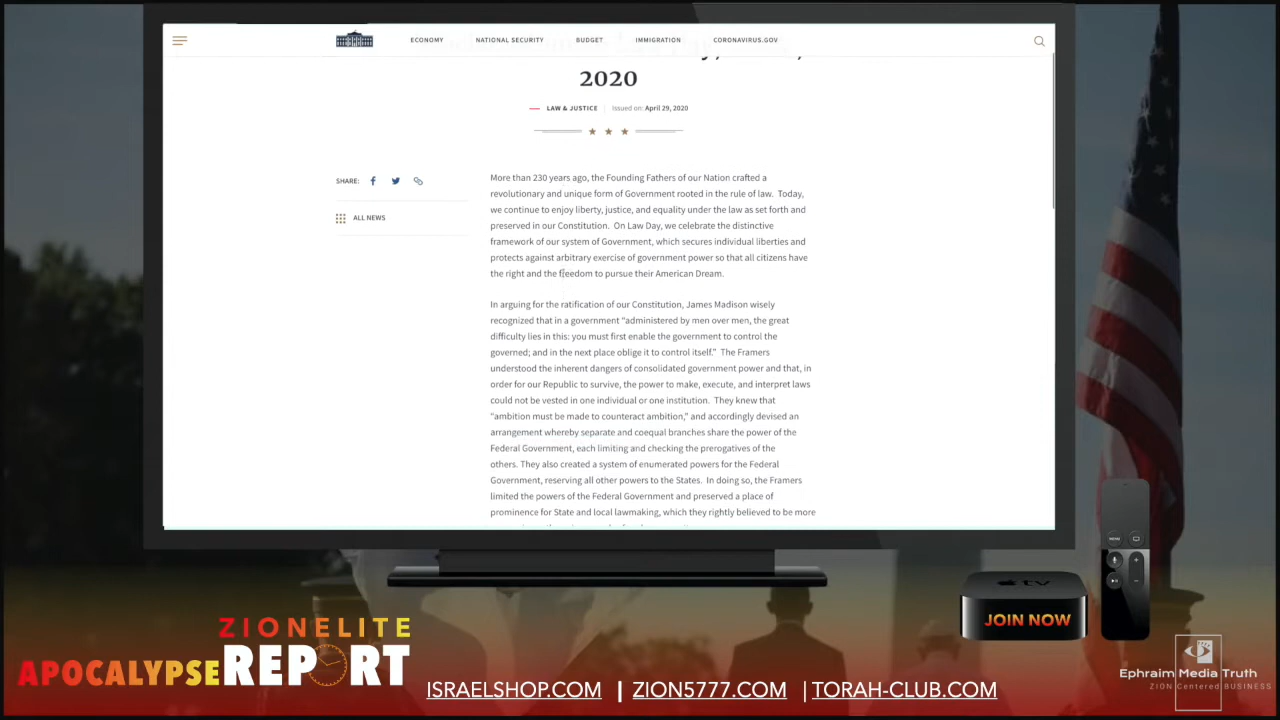 ECONOMY NATIONAL SECURITY BUDGET IMMIGRATION CORONAVIRUS.GOV
2020
LAW & JUSTICE Issued on: April 29, 2020
SHARE:
ALL NEWS
More than 230 years ago, the Founding Fathers of our Nation crafted a
revolutionary and unique form of Government rooted in the rule of law. Today,
we continue to enjoy liberty, justice, and equality under the law as set forth and
preserved in our Constitution. On Law Day, we celebrate the distinctive
framework of our system of Government, which secures individual liberties and
protects against arbitrary exercise of government power so that all citizens have
the right and the freedom to pursue their American Dream.
In arguing for the ratification of our Constitution, James Madison wisely
recognized that in a government “administered by men over men, the great
difficulty lies in this: you must first enable the government to control the
governed; and in the next place oblige it to control itself.” The Framers
understood the inherent dangers of consolidated government power and that, in
order for our Republic to survive, the power to make, execute, and interpret laws
could not be vested in one individual or one institution. They knew that
“ambition must be made to counteract ambition,” and accordingly devised an
arrangement whereby separate and coequal branches share the power of the
Federal Government, each limiting and checking the prerogatives of the
others. They also created a system of enumerated powers for the Federal
Government, reserving all other powers to the States. In doing so, the Framers
limited the powers of the Federal Government and preserved a place of
prominence for State and local lawmaking, which they rightly believed to be more
MENU
tv
JOIN NOW
ZIONELITE
APOCALYPSE REPORT
ISRAELSHOP.COM | ZION5777.COM | TORAH-CLUB.COM
Ephraim Media Truth
ZION Centered BUSINESS